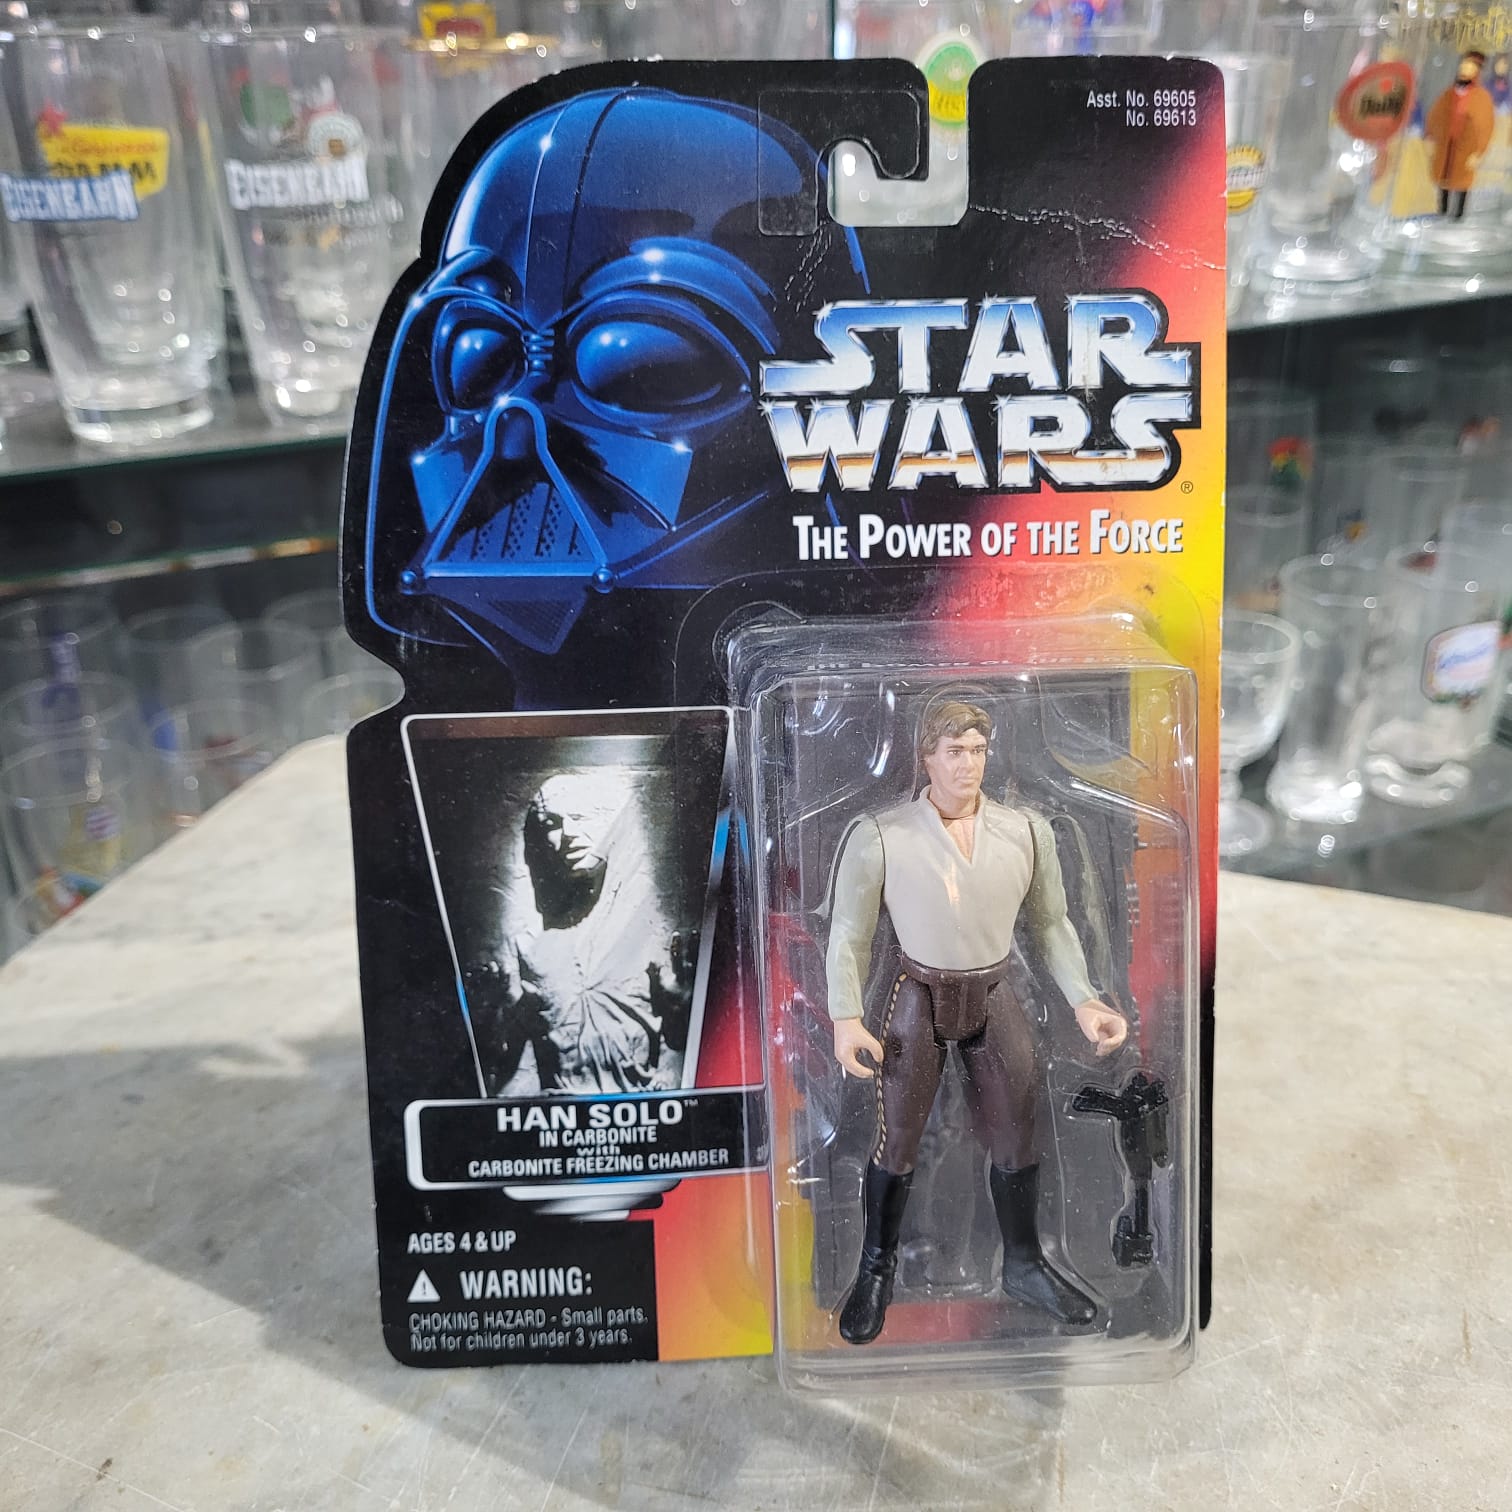 Asst. No. 69605
No. 69613
STAR
WARS®
THE POWER OF THE FORCE
HAN SOLO™
IN CARBONITE
with
CARBONITE FREEZING CHAMBER
AGES 4 & UP
WARNING:
CHOKING HAZARD - Small parts.
Not for children under 3 years.
EISENBAHN
EISENBAHN